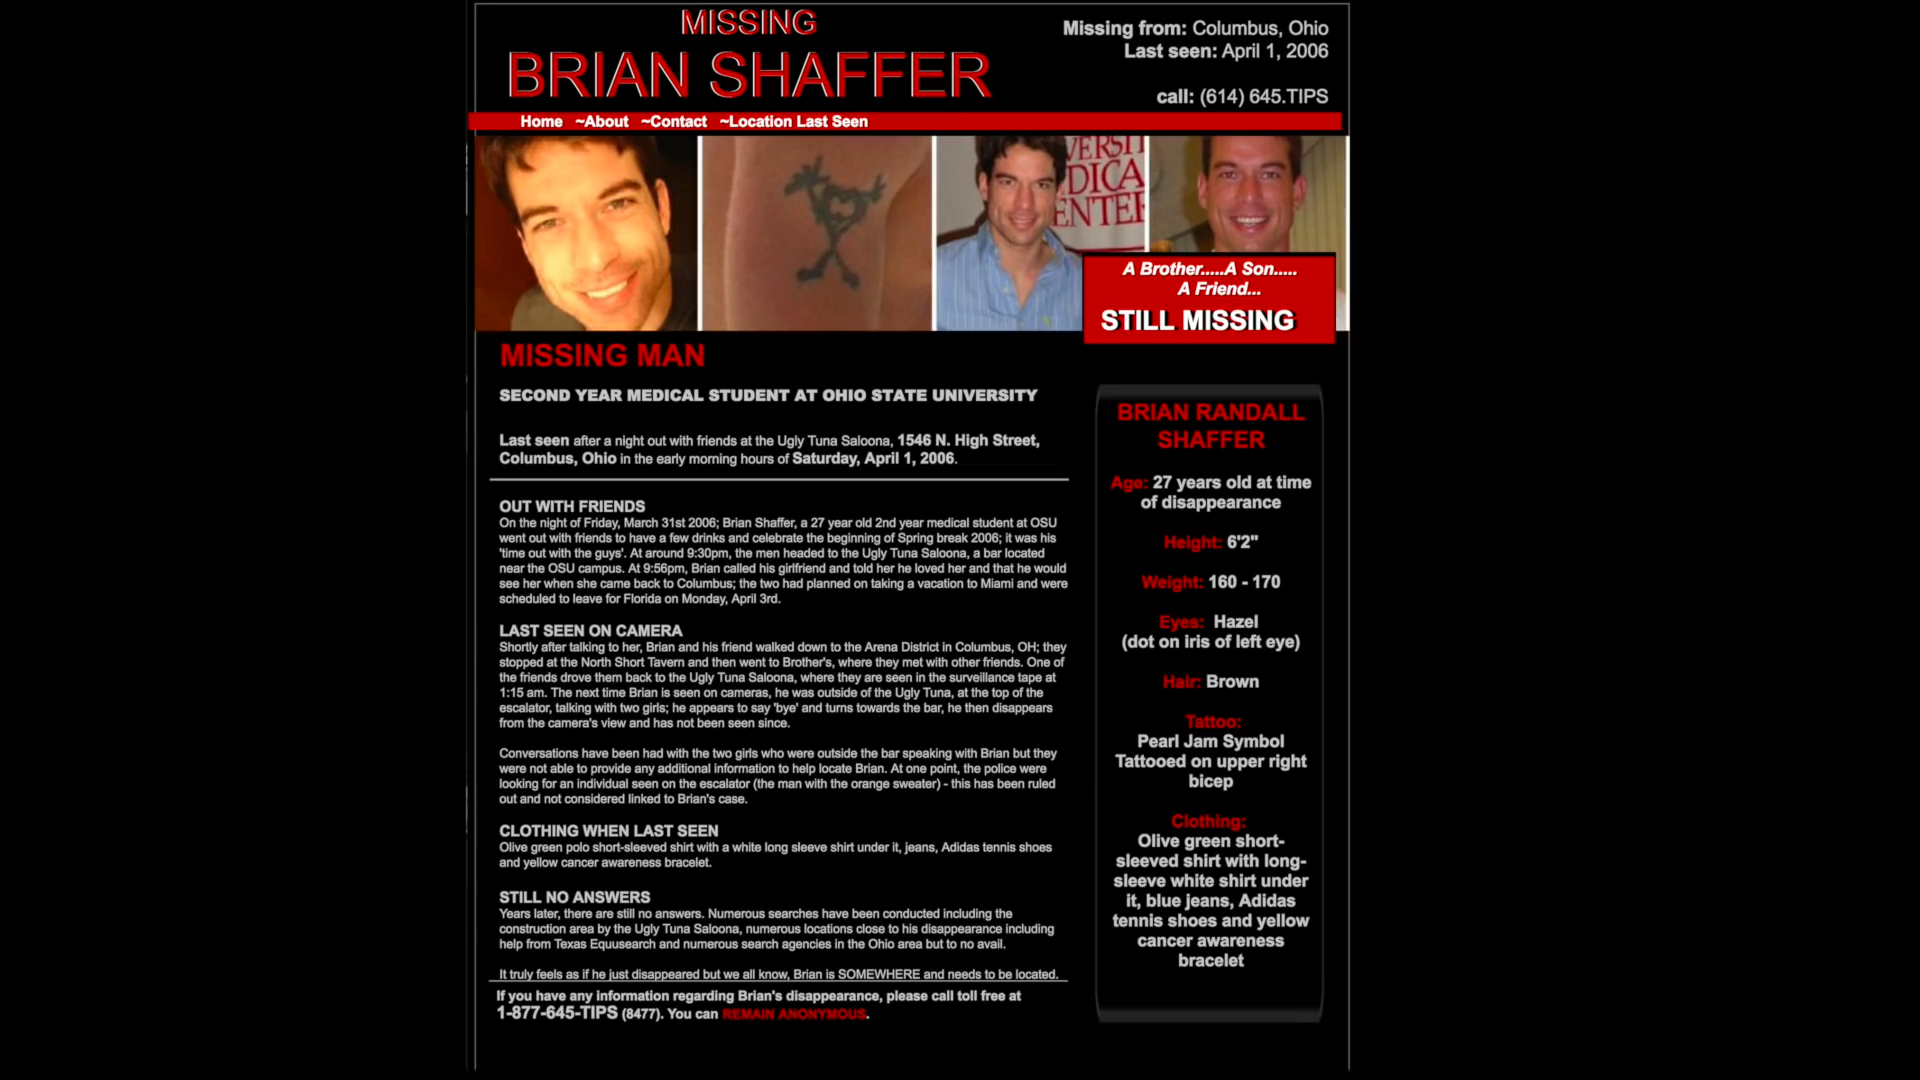 MISSING
BRIAN SHAFFER
Missing from: Columbus, Ohio
Last seen: April 1, 2006
call: (614) 645.TIPS
Home ~About ~Contact ~Location Last Seen
VERSIT
DICA
ENTER
A Brother.....A Son.....
A Friend...
STILL MISSING
MISSING MAN
SECOND YEAR MEDICAL STUDENT AT OHIO STATE UNIVERSITY
Last seen after a night out with friends at the Ugly Tuna Saloona, 1546 N. High Street,
Columbus, Ohio in the early morning hours of Saturday, April 1, 2006.
OUT WITH FRIENDS
On the night of Friday, March 31st 2006; Brian Shaffer, a 27 year old 2nd year medical student at OSU
went out with friends to have a few drinks and celebrate the beginning of Spring break 2006; it was his
'time out with the guys'. At around 9:30pm, the men headed to the Ugly Tuna Saloona, a bar located
near the OSU campus. At 9:56pm, Brian called his girlfriend and told her he loved her and that he would
see her when she came back to Columbus; the two had planned on taking a vacation to Miami and were
scheduled to leave for Florida on Monday, April 3rd.
LAST SEEN ON CAMERA
Shortly after talking to her, Brian and his friend walked down to the Arena District in Columbus, OH; they
stopped at the North Short Tavern and then went to Brother's, where they met with other friends. One of
the friends drove them back to the Ugly Tuna Saloona, where they are seen in the surveillance tape at
1:15 am. The next time Brian is seen on cameras, he was outside of the Ugly Tuna, at the top of the
escalator, talking with two girls; he appears to say 'bye' and turns towards the bar, he then disappears
from the camera's view and has not been seen since.
Conversations have been had with the two girls who were outside the bar speaking with Brian but they
were not able to provide any additional information to help locate Brian. At one point, the police were
looking for an individual seen on the escalator (the man with the orange sweater) - this has been ruled
out and not considered linked to Brian's case.
CLOTHING WHEN LAST SEEN
Olive green polo short-sleeved shirt with a white long sleeve shirt under it, jeans, Adidas tennis shoes
and yellow cancer awareness bracelet.
STILL NO ANSWERS
Years later, there are still no answers. Numerous searches have been conducted including the
construction area by the Ugly Tuna Saloona, numerous locations close to his disappearance including
help from Texas Equusearch and numerous search agencies in the Ohio area but to no avail.
It truly feels as if he just disappeared but we all know, Brian is SOMEWHERE and needs to be located.
If you have any information regarding Brian's disappearance, please call toll free at
1-877-645-TIPS (8477). You can REMAIN ANONYMOUS.
BRIAN RANDALL
SHAFFER
Age: 27 years old at time
of disappearance
Height: 6'2"
Weight: 160 - 170
Eyes: Hazel
(dot on iris of left eye)
Hair: Brown
Tattoo:
Pearl Jam Symbol
Tattooed on upper right
bicep
Clothing:
Olive green short-
sleeved shirt with long-
sleeve white shirt under
it, blue jeans, Adidas
tennis shoes and yellow
cancer awareness
bracelet